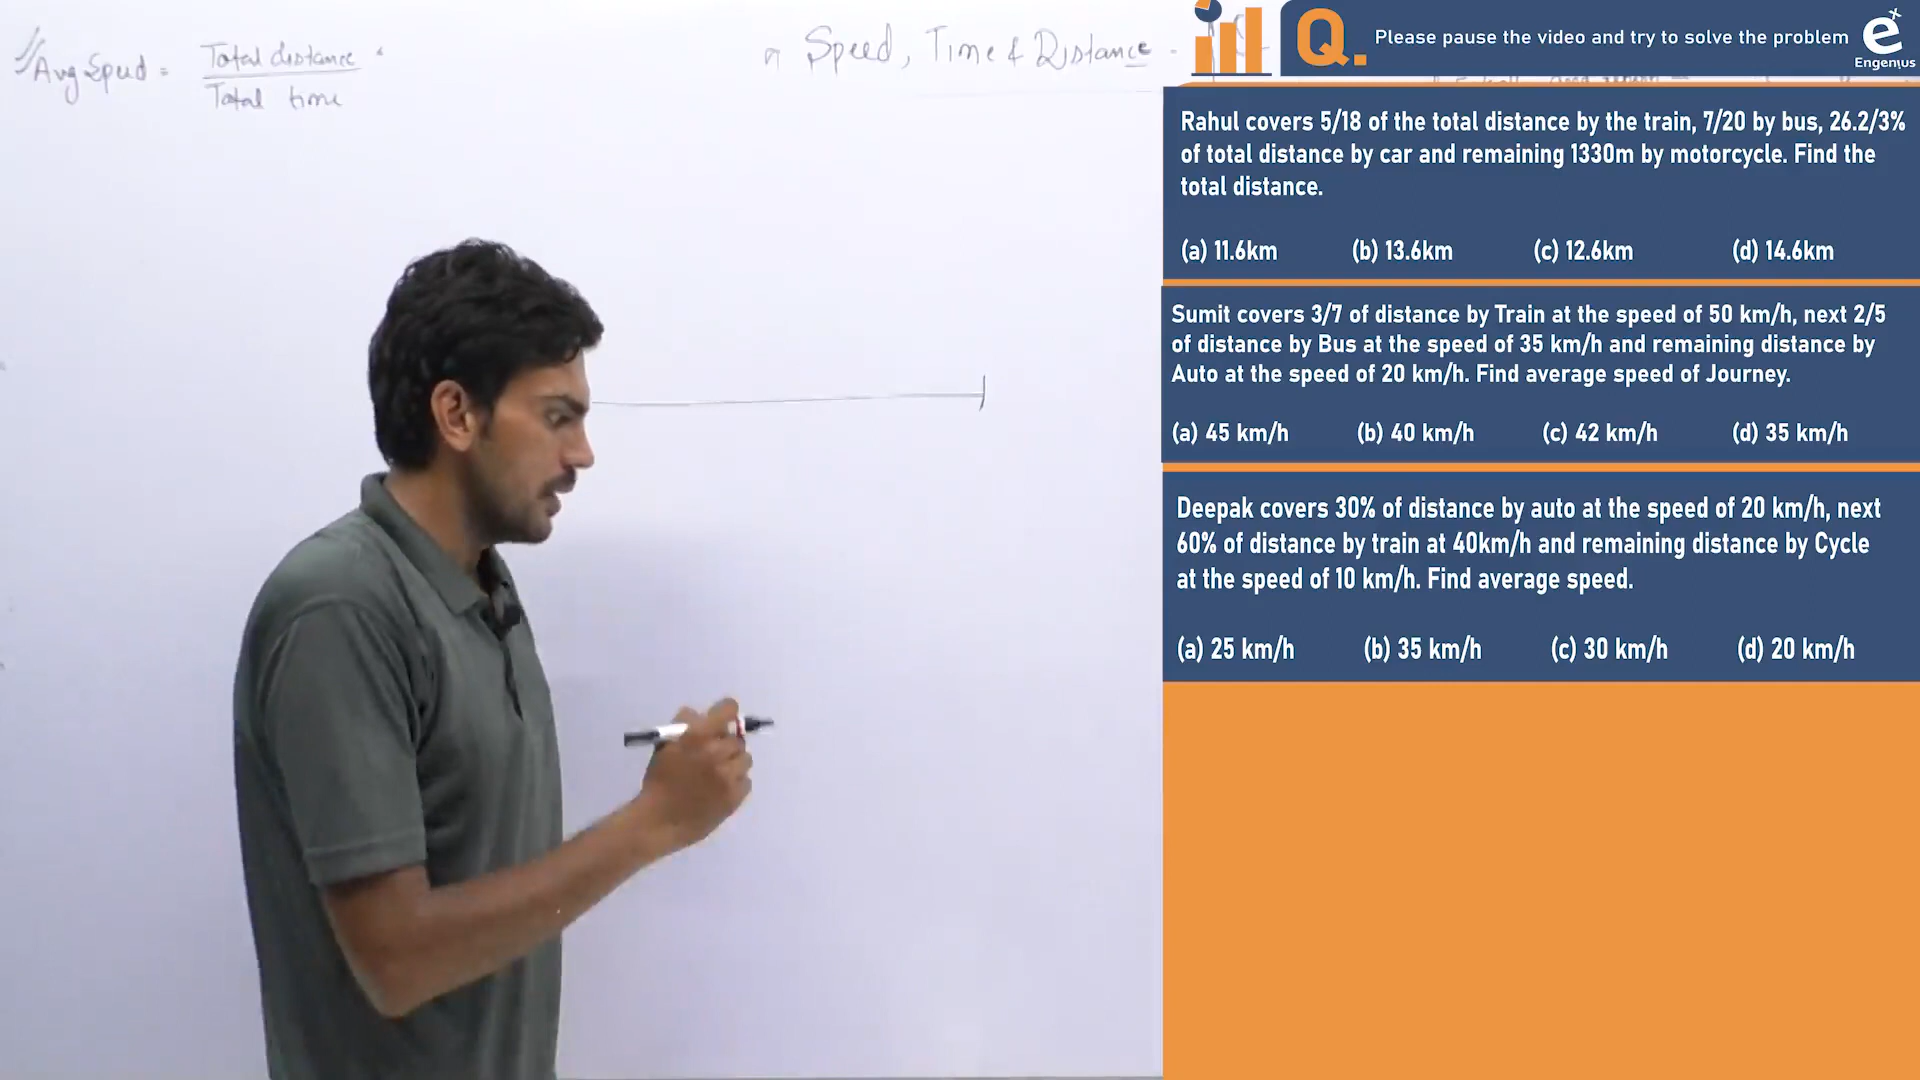 Avg Speed = Total distance
Total time
Speed, Time & Distance -
Q. Please pause the video and try to solve the problem
ex
Engenius
Rahul covers 5/18 of the total distance by the train, 7/20 by bus, 26.2/3%
of total distance by car and remaining 1330m by motorcycle. Find the
total distance.
(a) 11.6km (b) 13.6km (c) 12.6km (d) 14.6km
Sumit covers 3/7 of distance by Train at the speed of 50 km/h, next 2/5
of distance by Bus at the speed of 35 km/h and remaining distance by
Auto at the speed of 20 km/h. Find average speed of Journey.
(a) 45 km/h (b) 40 km/h (c) 42 km/h (d) 35 km/h
Deepak covers 30% of distance by auto at the speed of 20 km/h, next
60% of distance by train at 40km/h and remaining distance by Cycle
at the speed of 10 km/h. Find average speed.
(a) 25 km/h (b) 35 km/h (c) 30 km/h (d) 20 km/h